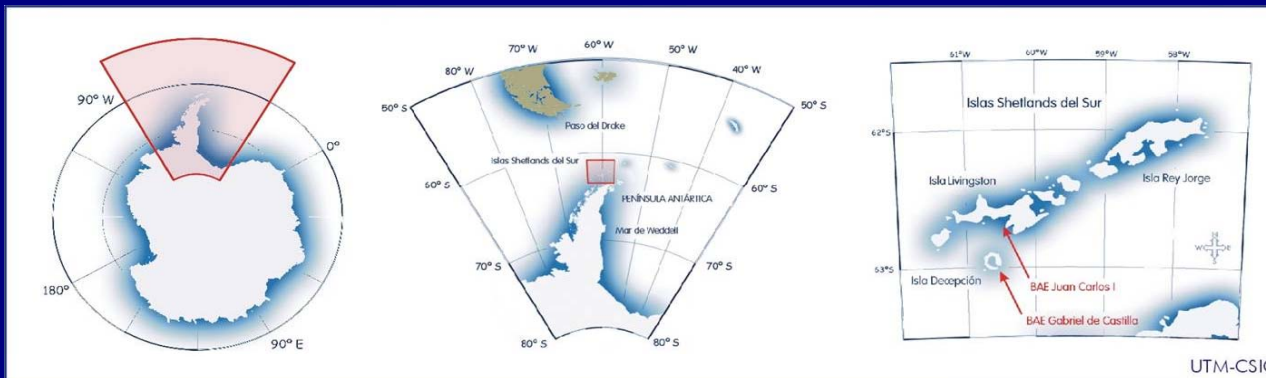 90° W
0°
180°
90° E
80° W
70° W
60° W
50° W
40° W
50° S
50° S
Paso del Drake
Islas Shetlands del Sur
60° S
60° S
PENÍNSULA ANTÁRTICA
Mar de Weddell
70° S
70° S
80° S
80° S
61°W
60°W
59°W
58°W
Islas Shetlands del Sur
62°S
Isla Livingston
Isla Rey Jorge
63°S
Isla Decepción
BAE Juan Carlos I
BAE Gabriel de Castilla
UTM-CSIC